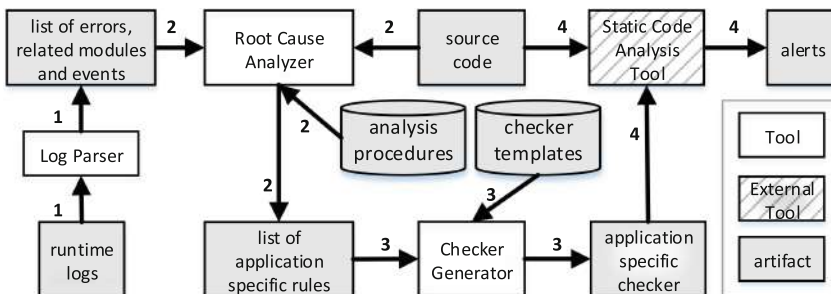 list of errors,
related modules
and events
2
Root Cause
Analyzer
2
source
code
4
Static Code
Analysis
Tool
4
alerts
1
Log Parser
2
analysis
procedures
checker
templates
4
Tool
1
2
3
External
Tool
runtime
logs
list of
application
specific rules
3
Checker
Generator
3
application
specific
checker
artifact